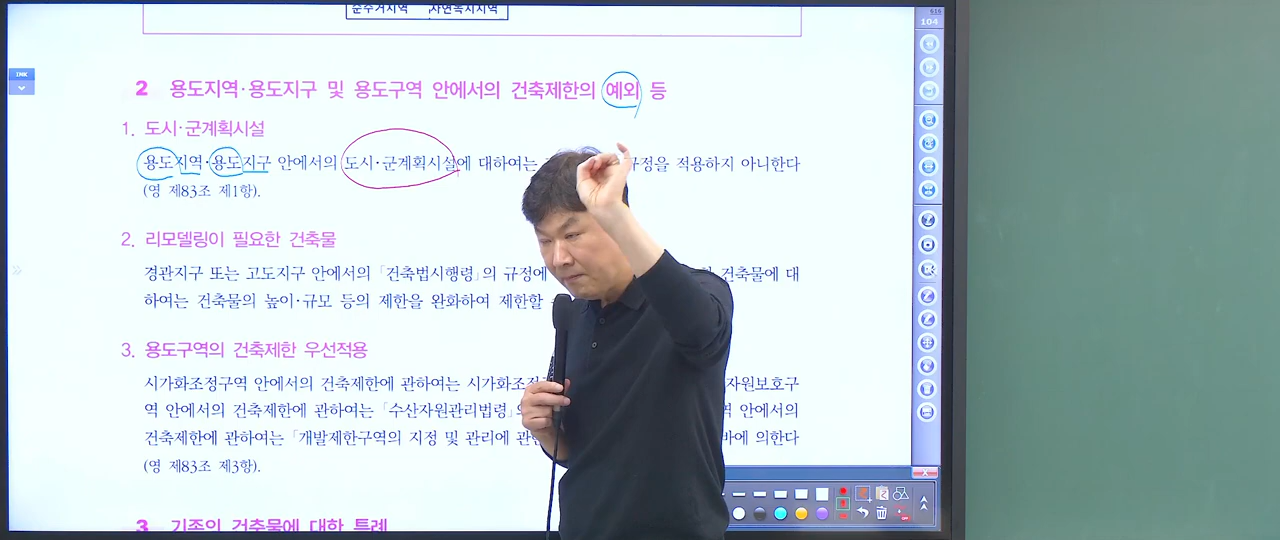 순수거지역 자연녹지지역
616
104
INK
2 용도지역·용도지구 및 용도구역 안에서의 건축제한의 예외 등
1. 도시·군계획시설
용도지역·용도지구 안에서의 도시·군계획시설에 대하여는 규정을 적용하지 아니한다
(영 제83조 제1항).
2. 리모델링이 필요한 건축물
경관지구 또는 고도지구 안에서의 「건축법시행령」의 규정에 건축물에 대
하여는 건축물의 높이·규모 등의 제한을 완화하여 제한할
3. 용도구역의 건축제한 우선적용
시가화조정구역 안에서의 건축제한에 관하여는 시가화조정 자원보호구
역 안에서의 건축제한에 관하여는 「수산자원관리법령」 역 안에서의
건축제한에 관하여는 「개발제한구역의 지정 및 관리에 관한 바에 의한다
(영 제83조 제3항).
3 기존의 건축물에 대한 특례